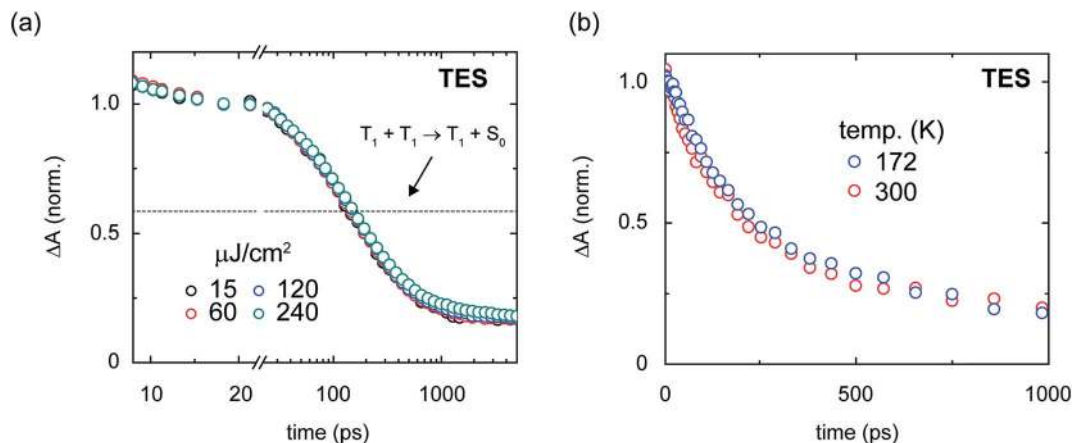 (a)
TES
T₁ + T₁ → T₁ + S₀
μJ/cm²
15 120
60 240
ΔA (norm.)
1.0
0.5
0
10 20 100 1000
time (ps)
(b)
TES
temp. (K)
172
300
ΔA (norm.)
1.0
0.5
0
0 500 1000
time (ps)